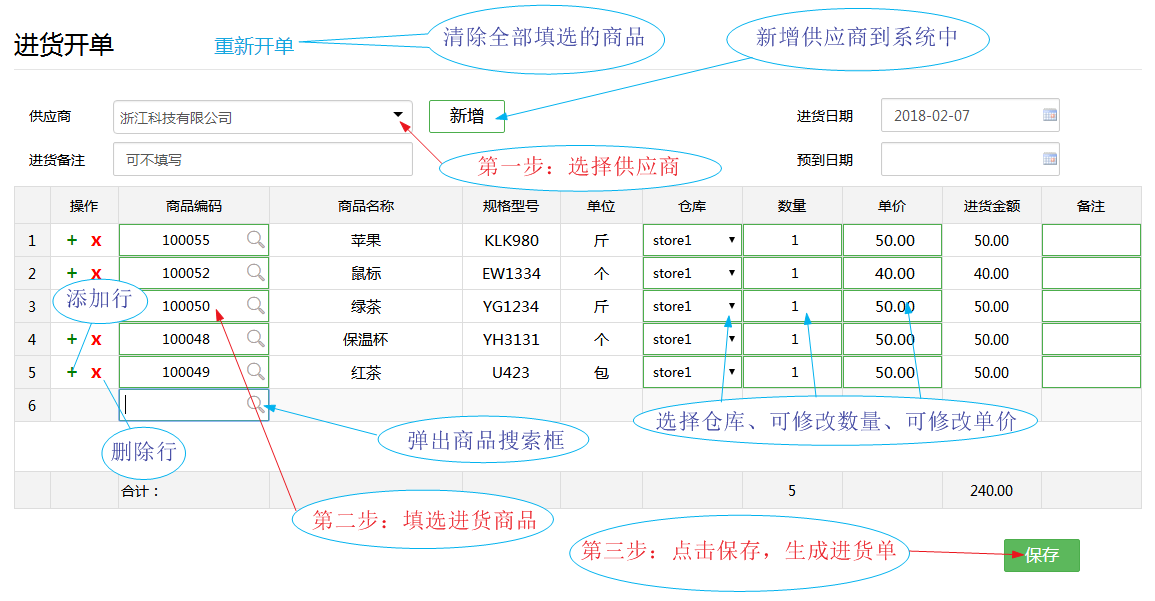 进货开单
重新开单
清除全部填选的商品
新增供应商到系统中
供应商
浙江科技有限公司
新增
进货日期
2018-02-07
进货备注
可不填写
第一步：选择供应商
预到日期
操作 商品编码 商品名称 规格型号 单位 仓库 数量 单价 进货金额 备注
1 + x 100055 苹果 KLK980 斤 store1 1 50.00 50.00
2 + x 100052 鼠标 EW1334 个 store1 1 40.00 40.00
添加行
3 100050 绿茶 YG1234 斤 store1 1 50.00 50.00
4 + x 100048 保温杯 YH3131 个 store1 1 50.00 50.00
5 + x 100049 红茶 U423 包 store1 1 50.00 50.00
6
选择仓库、可修改数量、可修改单价
弹出商品搜索框
删除行
合计： 5 240.00
第二步：填选进货商品
第三步：点击保存，生成进货单
保存